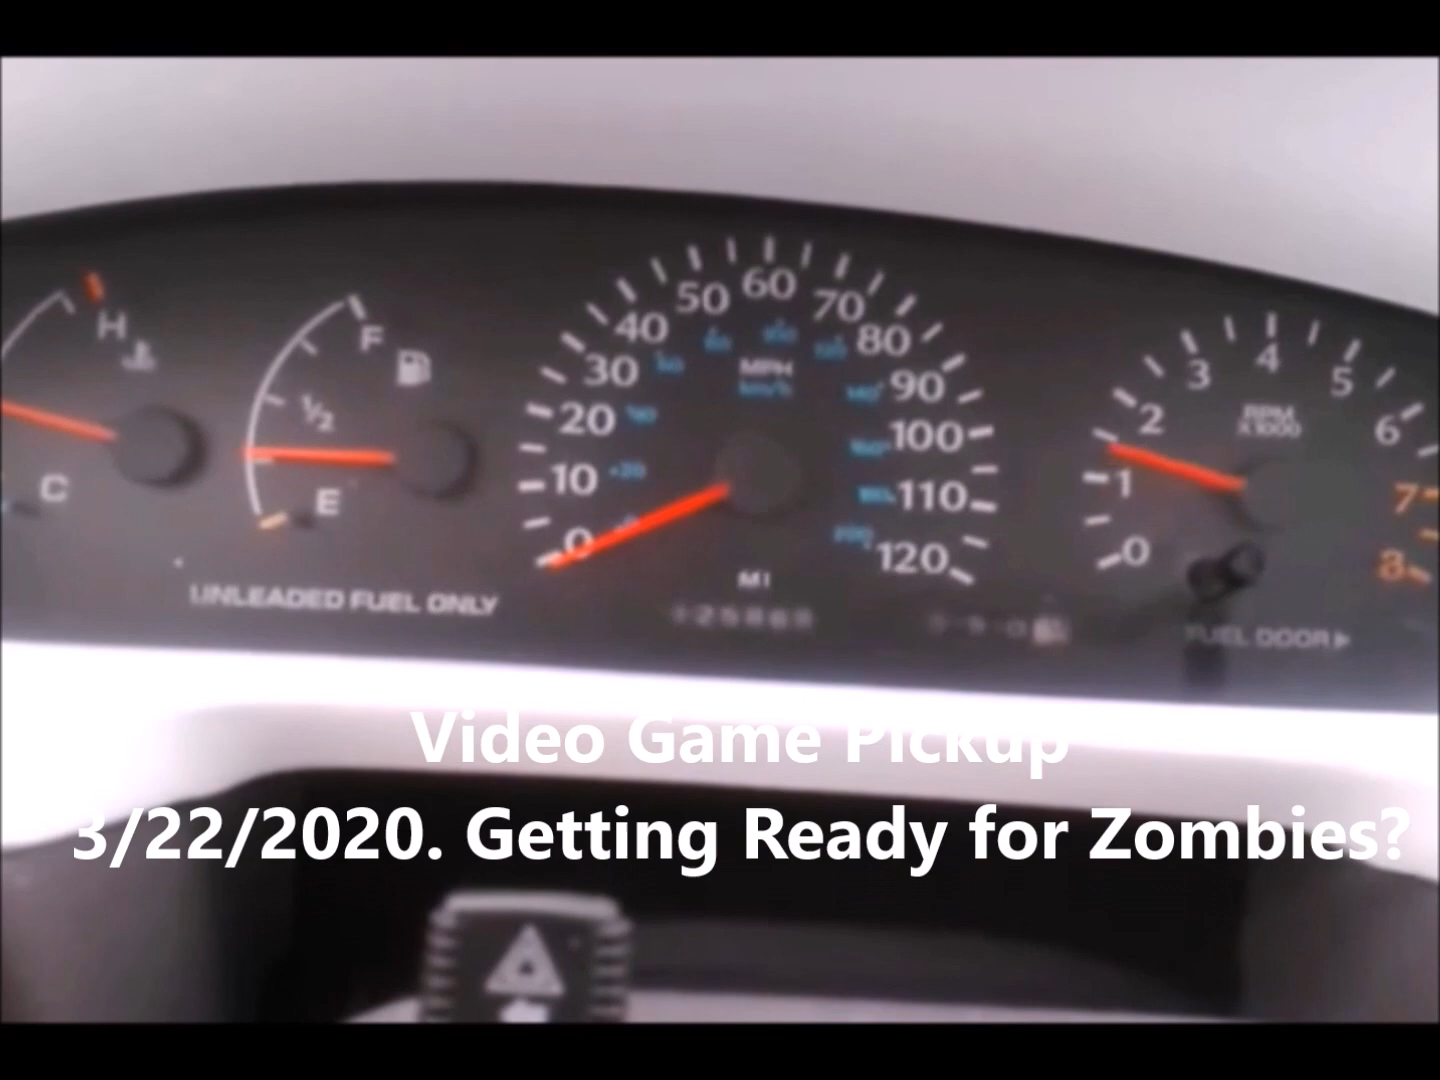 H
F
1/2
C
E
UNLEADED FUEL ONLY
0 10 20 30 40 50 60 70 80 90 100 110 120
MPH
km/h
MI
0 1 2 3 4 5 6 7 8
RPM
X1000
FUEL DOOR
Video Game Pickup
3/22/2020. Getting Ready for Zombies?